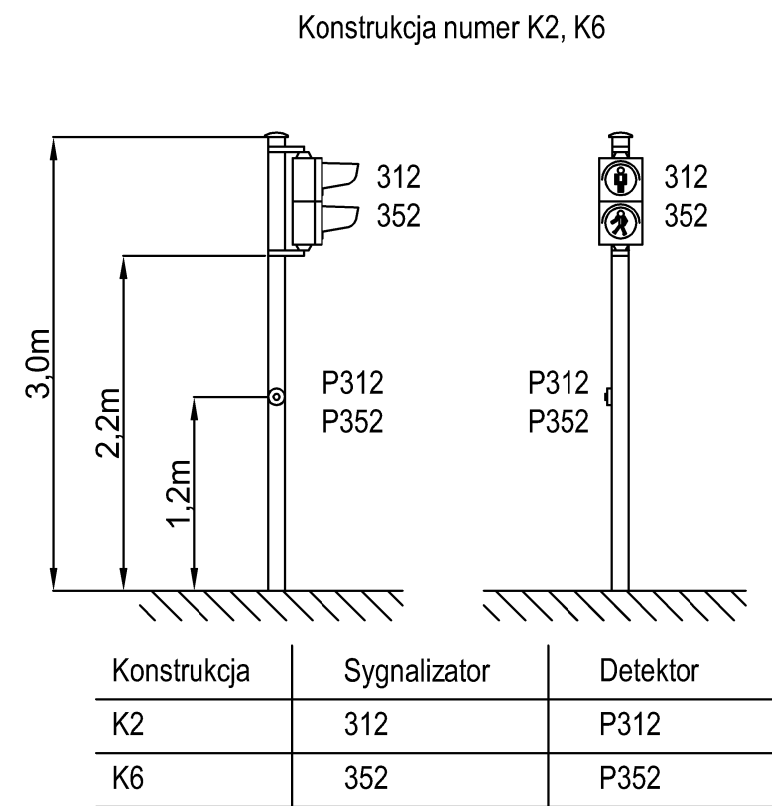 Konstrukcja numer K2, K6
312
352
312
352
3,0m
2,2m
1,2m
P312
P352
P312
P352
Konstrukcja Sygnalizator Detektor
K2 312 P312
K6 352 P352